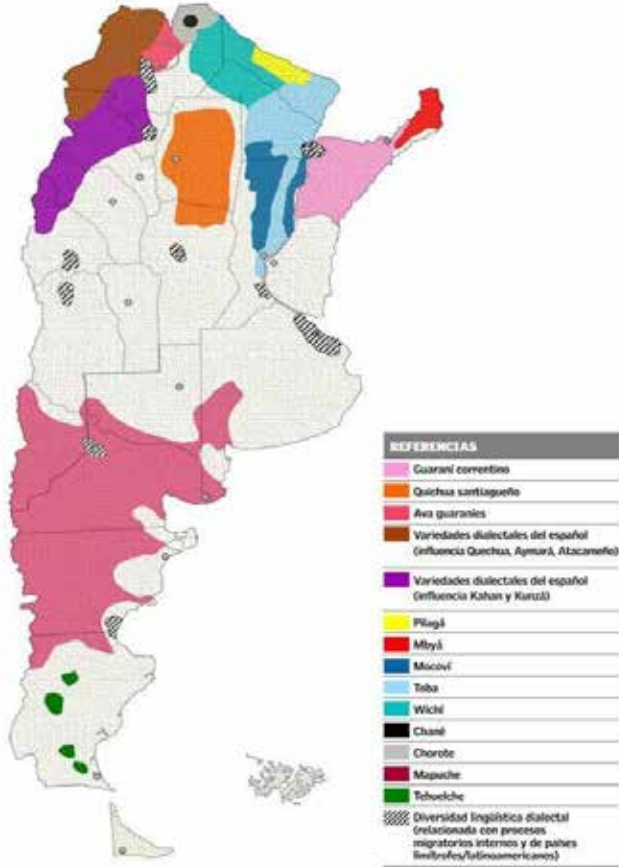 REFERENCIAS
Guaraní correntino
Quichua santiagueño
Ava guaraníes
Variedades dialectales del español
(influencia Quechua, Aymará, Atacameño)
Variedades dialectales del español
(influencia Kahan y Kunzá)
Pilagá
Mbyá
Mocoví
Toba
Wichí
Chané
Chorote
Mapuche
Tehuelche
Diversidad lingüística dialectal
(relacionada con procesos
migratorios internos y de países
limítrofes/latinoamericanos)